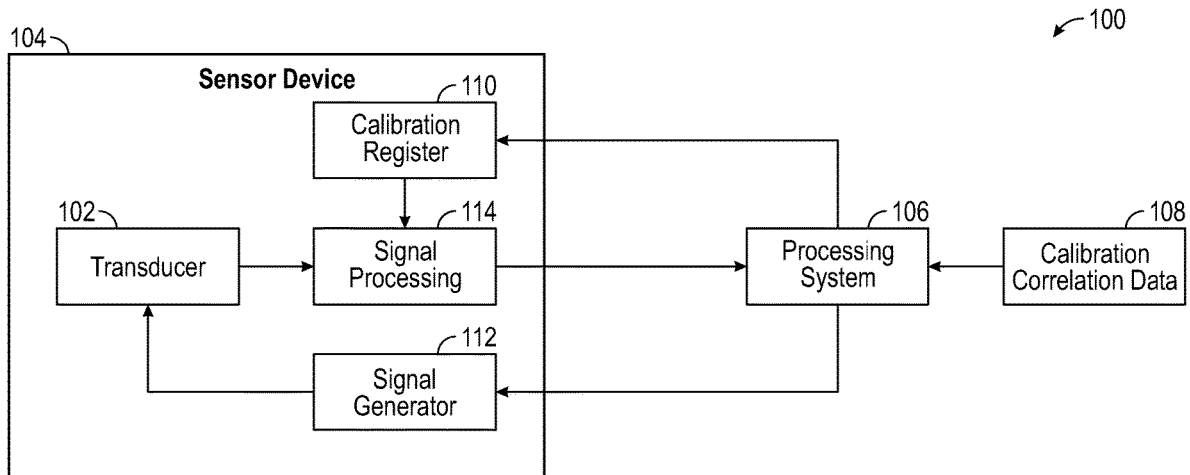 100
104
Sensor Device
110
Calibration
Register
102
Transducer
114
Signal
Processing
106
Processing
System
108
Calibration
Correlation Data
112
Signal
Generator